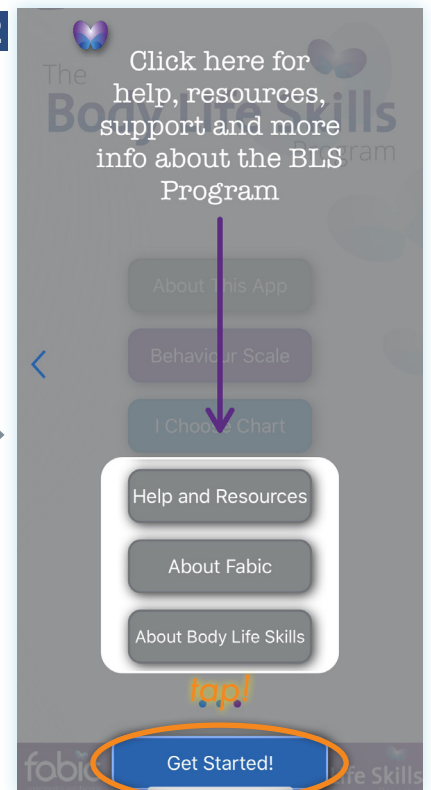 The
Body Life Skills
Program
Click here for
help, resources,
support and more
info about the BLS
Program
About This App
Behaviour Scale
I Choose Chart
Help and Resources
About Fabic
About Body Life Skills
tap!
Get Started!
fabic
Life Skills